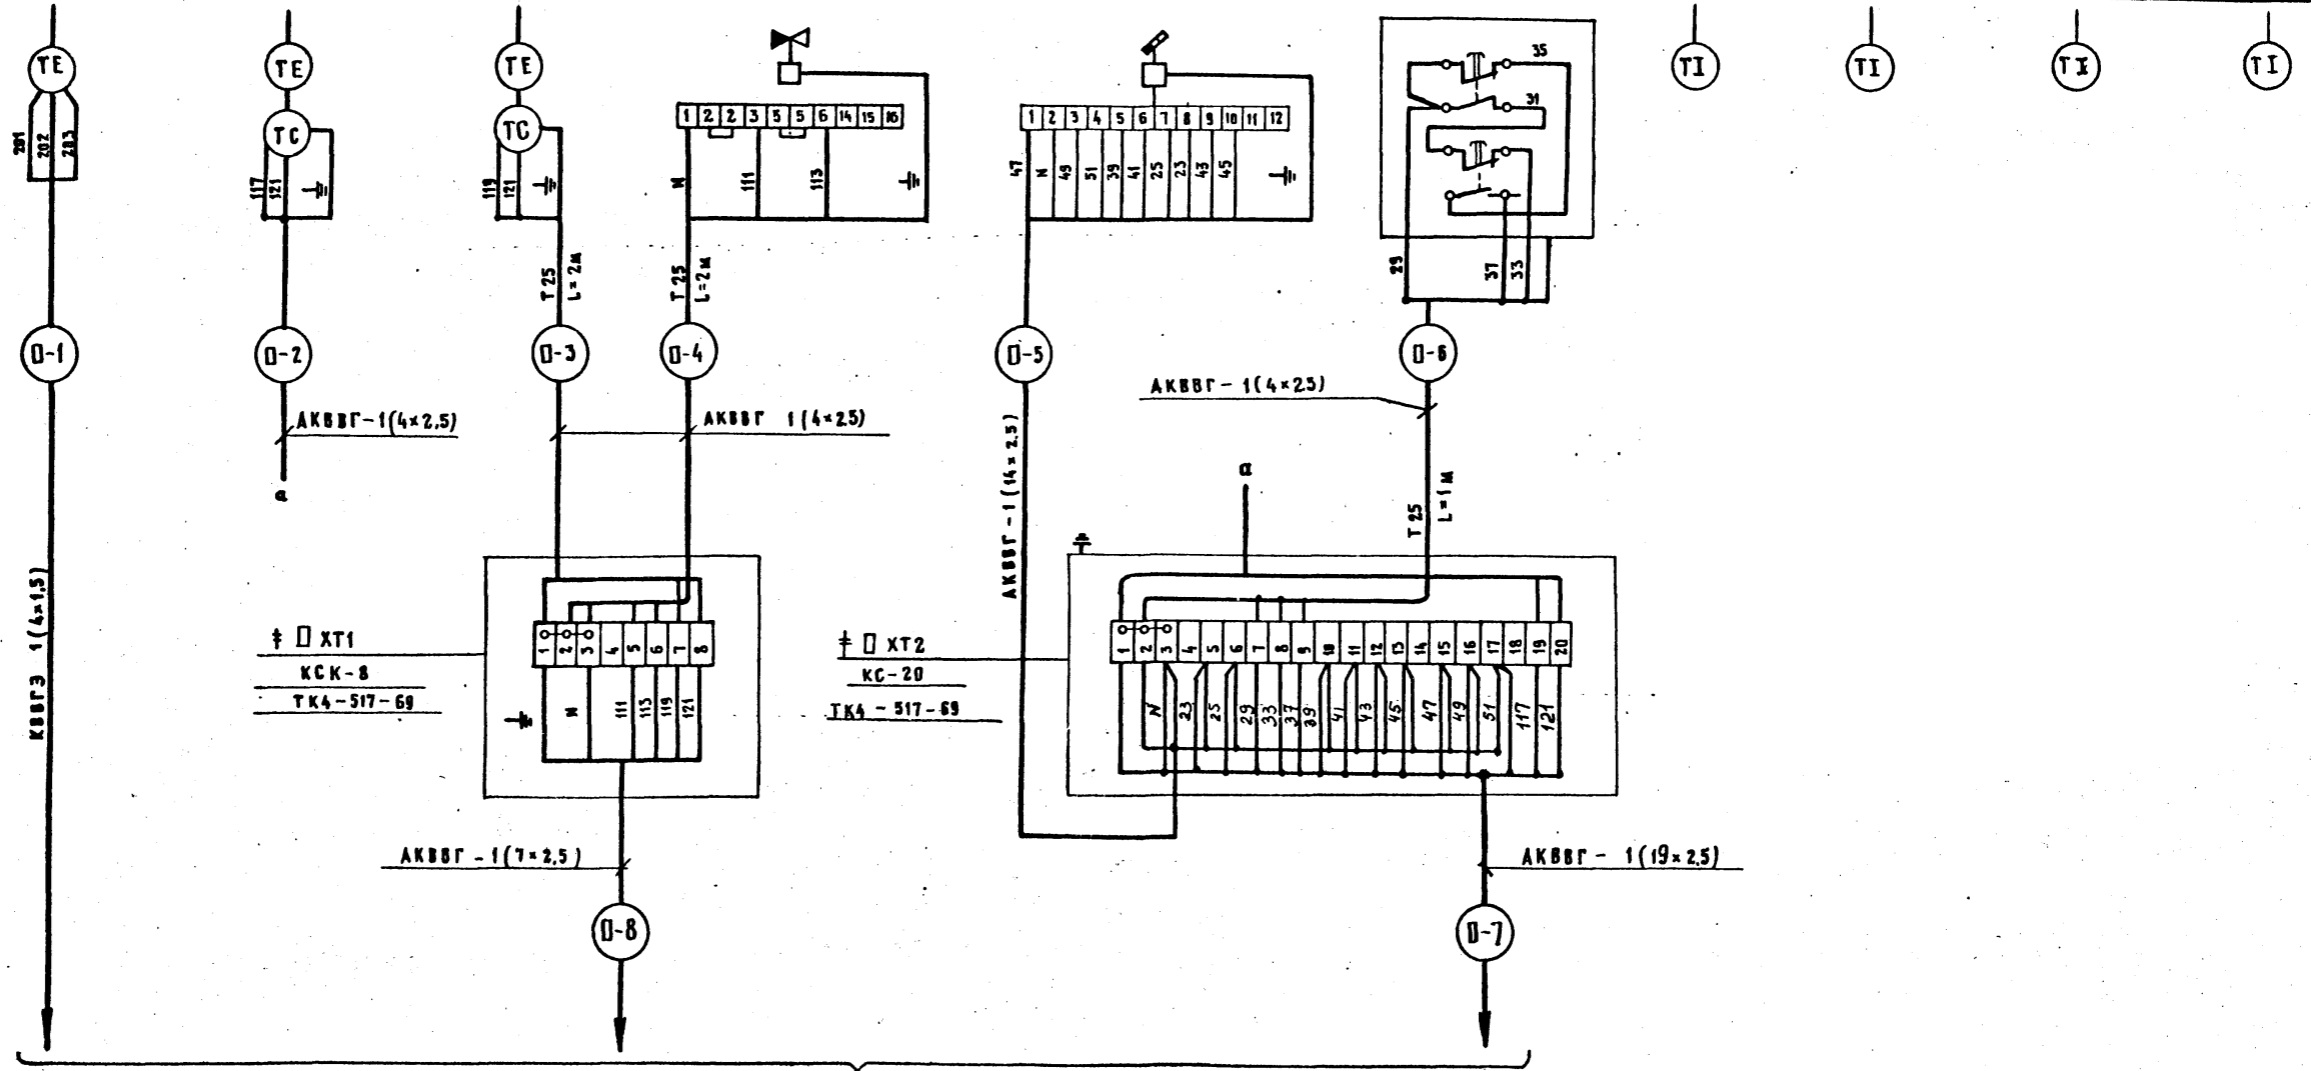 TE
TE
TE
TC
TC
TI
TI
TI
TI
35
31
1 2 2 3 5 5 6 14 15 16
1 2 3 4 5 6 7 8 9 10 11 12
201 202 203
117 121
119 121
N 111 113
47 N 49 51 39 41 25 23 43 45
29 37 33
Т 25
L=2м
Т 25
L=2м
П-1
П-2
П-3
П-4
П-5
П-6
АКВВГ-1(4×2,5)
АКВВГ 1(4×25)
АКВВГ-1(4×25)
АКВВГ-1(14×2,5)
а
а
Т 25
L=1м
КВВГЭ 1(4×1,5)
ХТ1
КСК-8
ТК4-517-69
1 2 3 4 5 6 7 8
N 111 113 119 121
ХТ2
КС-20
ТК4-517-69
1 2 3 4 5 6 7 8 9 10 11 12 13 14 15 16 17 18 19 20
N 23 25 29 33 37 39 41 43 45 47 49 51 117 121
АКВВГ-1(7×2,5)
АКВВГ- 1(19×2,5)
П-8
П-7